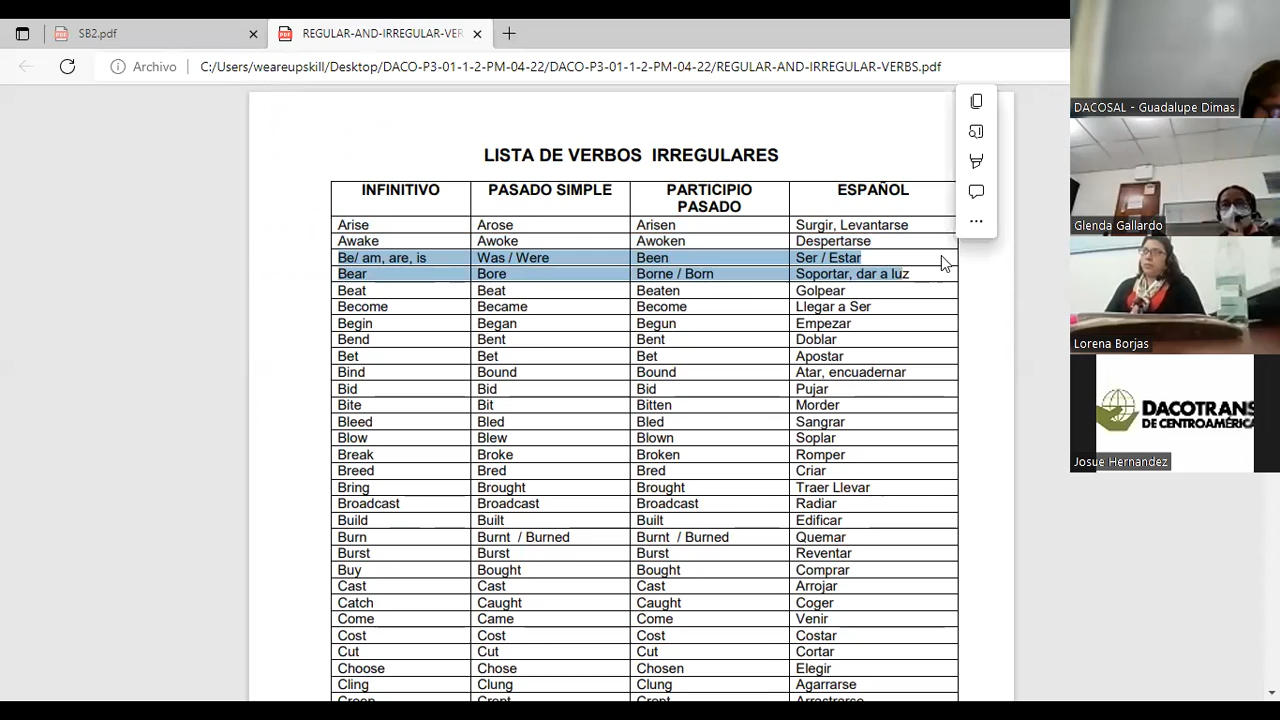 SB2.pdf
REGULAR-AND-IRREGULAR-VER
Archivo C:/Users/weareupskill/Desktop/DACO-P3-01-1-2-PM-04-22/DACO-P3-01-1-2-PM-04-22/REGULAR-AND-IRREGULAR-VERBS.pdf
LISTA DE VERBOS IRREGULARES
INFINITIVO PASADO SIMPLE PARTICIPIO PASADO ESPAÑOL
Arise Arose Arisen Surgir, Levantarse
Awake Awoke Awoken Despertarse
Be/ am, are, is Was / Were Been Ser / Estar
Bear Bore Borne / Born Soportar, dar a luz
Beat Beat Beaten Golpear
Become Became Become Llegar a Ser
Begin Began Begun Empezar
Bend Bent Bent Doblar
Bet Bet Bet Apostar
Bind Bound Bound Atar, encuadernar
Bid Bid Bid Pujar
Bite Bit Bitten Morder
Bleed Bled Bled Sangrar
Blow Blew Blown Soplar
Break Broke Broken Romper
Breed Bred Bred Criar
Bring Brought Brought Traer Llevar
Broadcast Broadcast Broadcast Radiar
Build Built Built Edificar
Burn Burnt / Burned Burnt / Burned Quemar
Burst Burst Burst Reventar
Buy Bought Bought Comprar
Cast Cast Cast Arrojar
Catch Caught Caught Coger
Come Came Come Venir
Cost Cost Cost Costar
Cut Cut Cut Cortar
Choose Chose Chosen Elegir
Cling Clung Clung Agarrarse
DACOSAL - Guadalupe Dimas
Glenda Gallardo
Lorena Borjas
DACOTRANS
DE CENTROAMÉRICA
Josue Hernandez